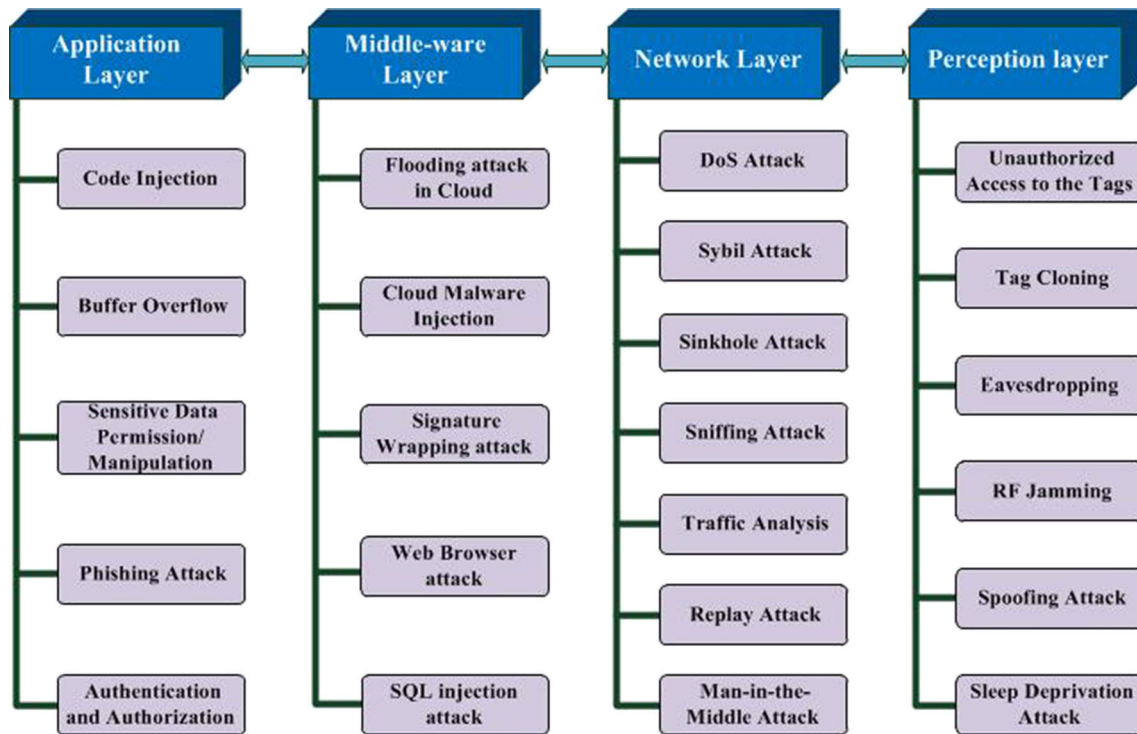 Application
Layer
Code Injection
Buffer Overflow
Sensitive Data
Permission/
Manipulation
Phishing Attack
Authentication
and Authorization
Middle-ware
Layer
Flooding attack
in Cloud
Cloud Malware
Injection
Signature
Wrapping attack
Web Browser
attack
SQL injection
attack
Network Layer
DoS Attack
Sybil Attack
Sinkhole Attack
Sniffing Attack
Traffic Analysis
Replay Attack
Man-in-the-
Middle Attack
Perception layer
Unauthorized
Access to the Tags
Tag Cloning
Eavesdropping
RF Jamming
Spoofing Attack
Sleep Deprivation
Attack